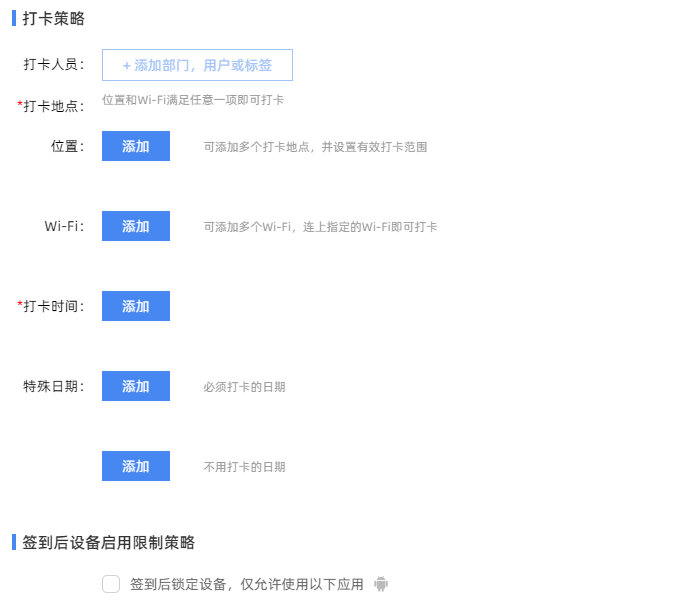 打卡策略
打卡人员： + 添加部门，用户或标签
*打卡地点： 位置和Wi-Fi满足任意一项即可打卡
位置： 添加 可添加多个打卡地点，并设置有效打卡范围
Wi-Fi： 添加 可添加多个Wi-Fi，连上指定的Wi-Fi即可打卡
*打卡时间： 添加
特殊日期： 添加 必须打卡的日期
添加 不用打卡的日期
签到后设备启用限制策略
签到后锁定设备，仅允许使用以下应用